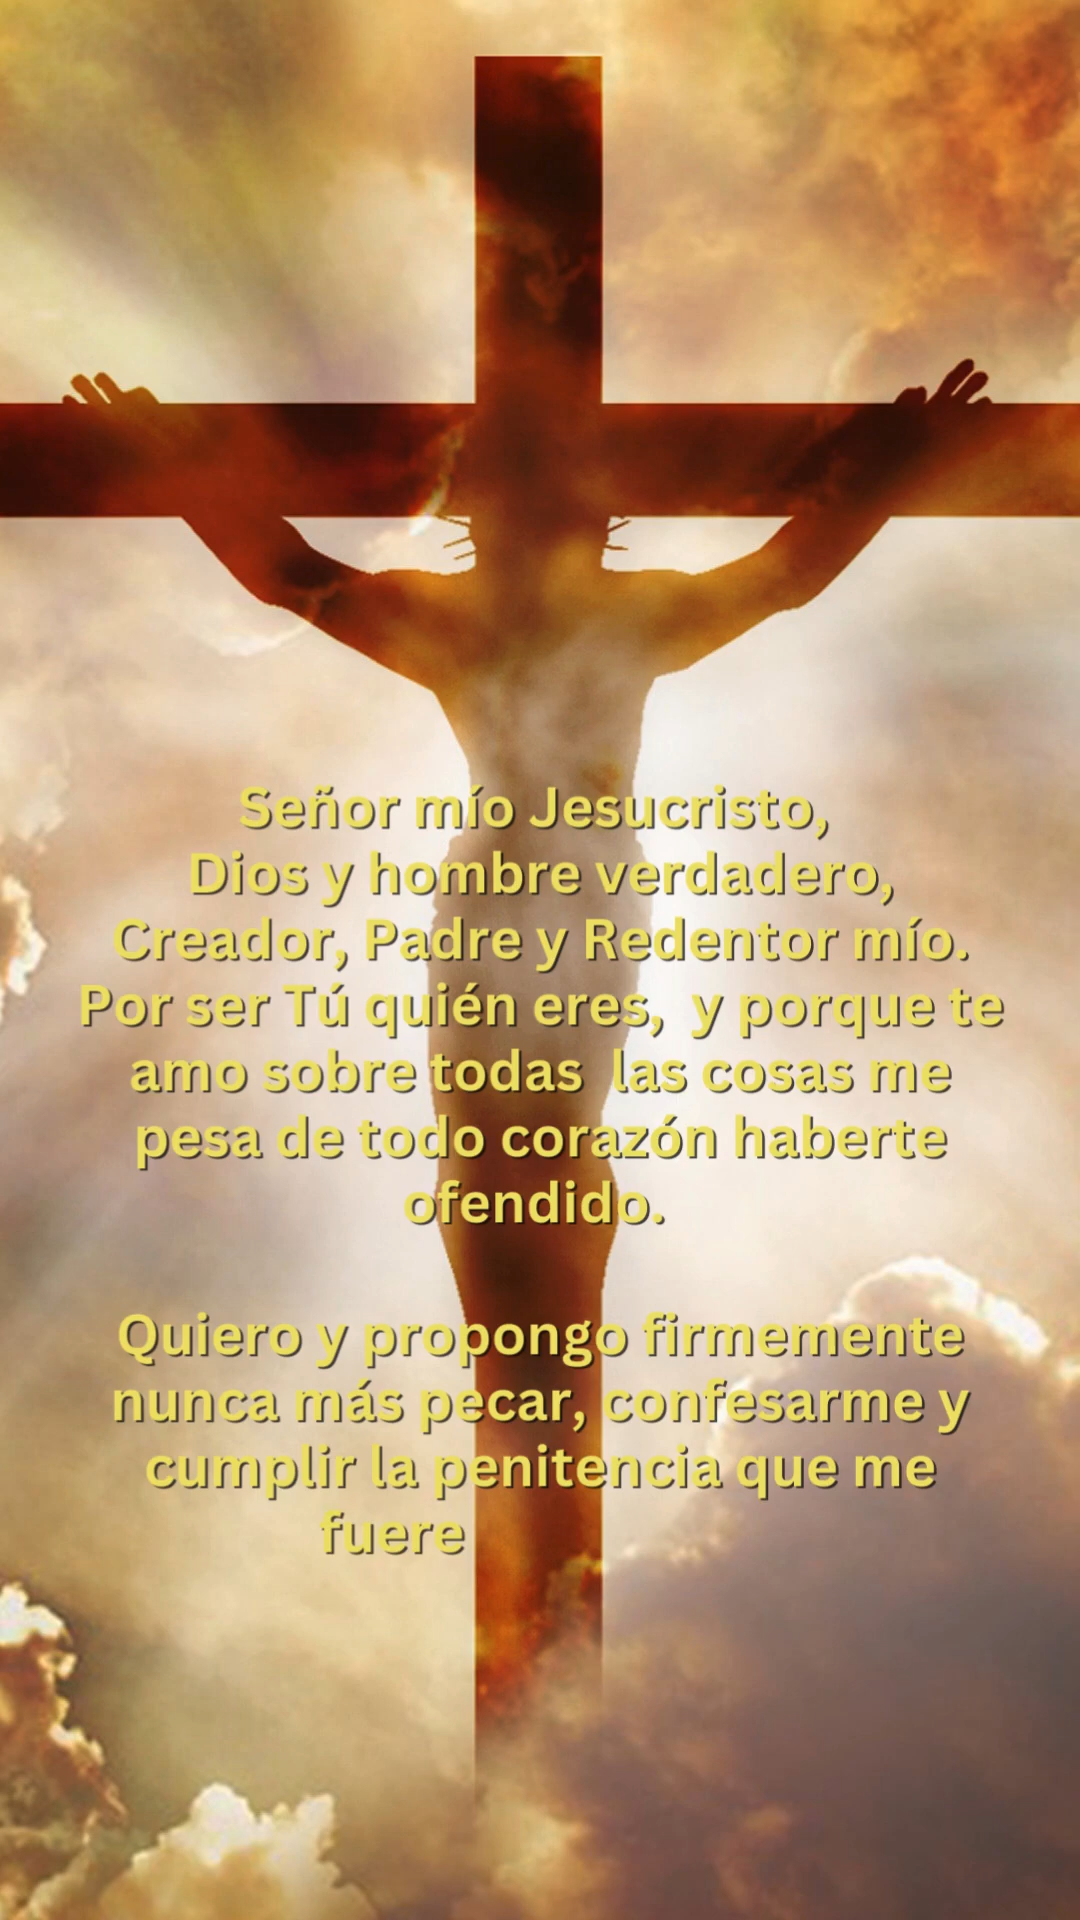 Señor mío Jesucristo,
Dios y hombre verdadero,
Creador, Padre y Redentor mío.
Por ser Tú quién eres,  y porque te
amo sobre todas  las cosas me
pesa de todo corazón haberte
ofendido.
Quiero y propongo firmemente
nunca más pecar, confesarme y
cumplir la penitencia que me
fuere